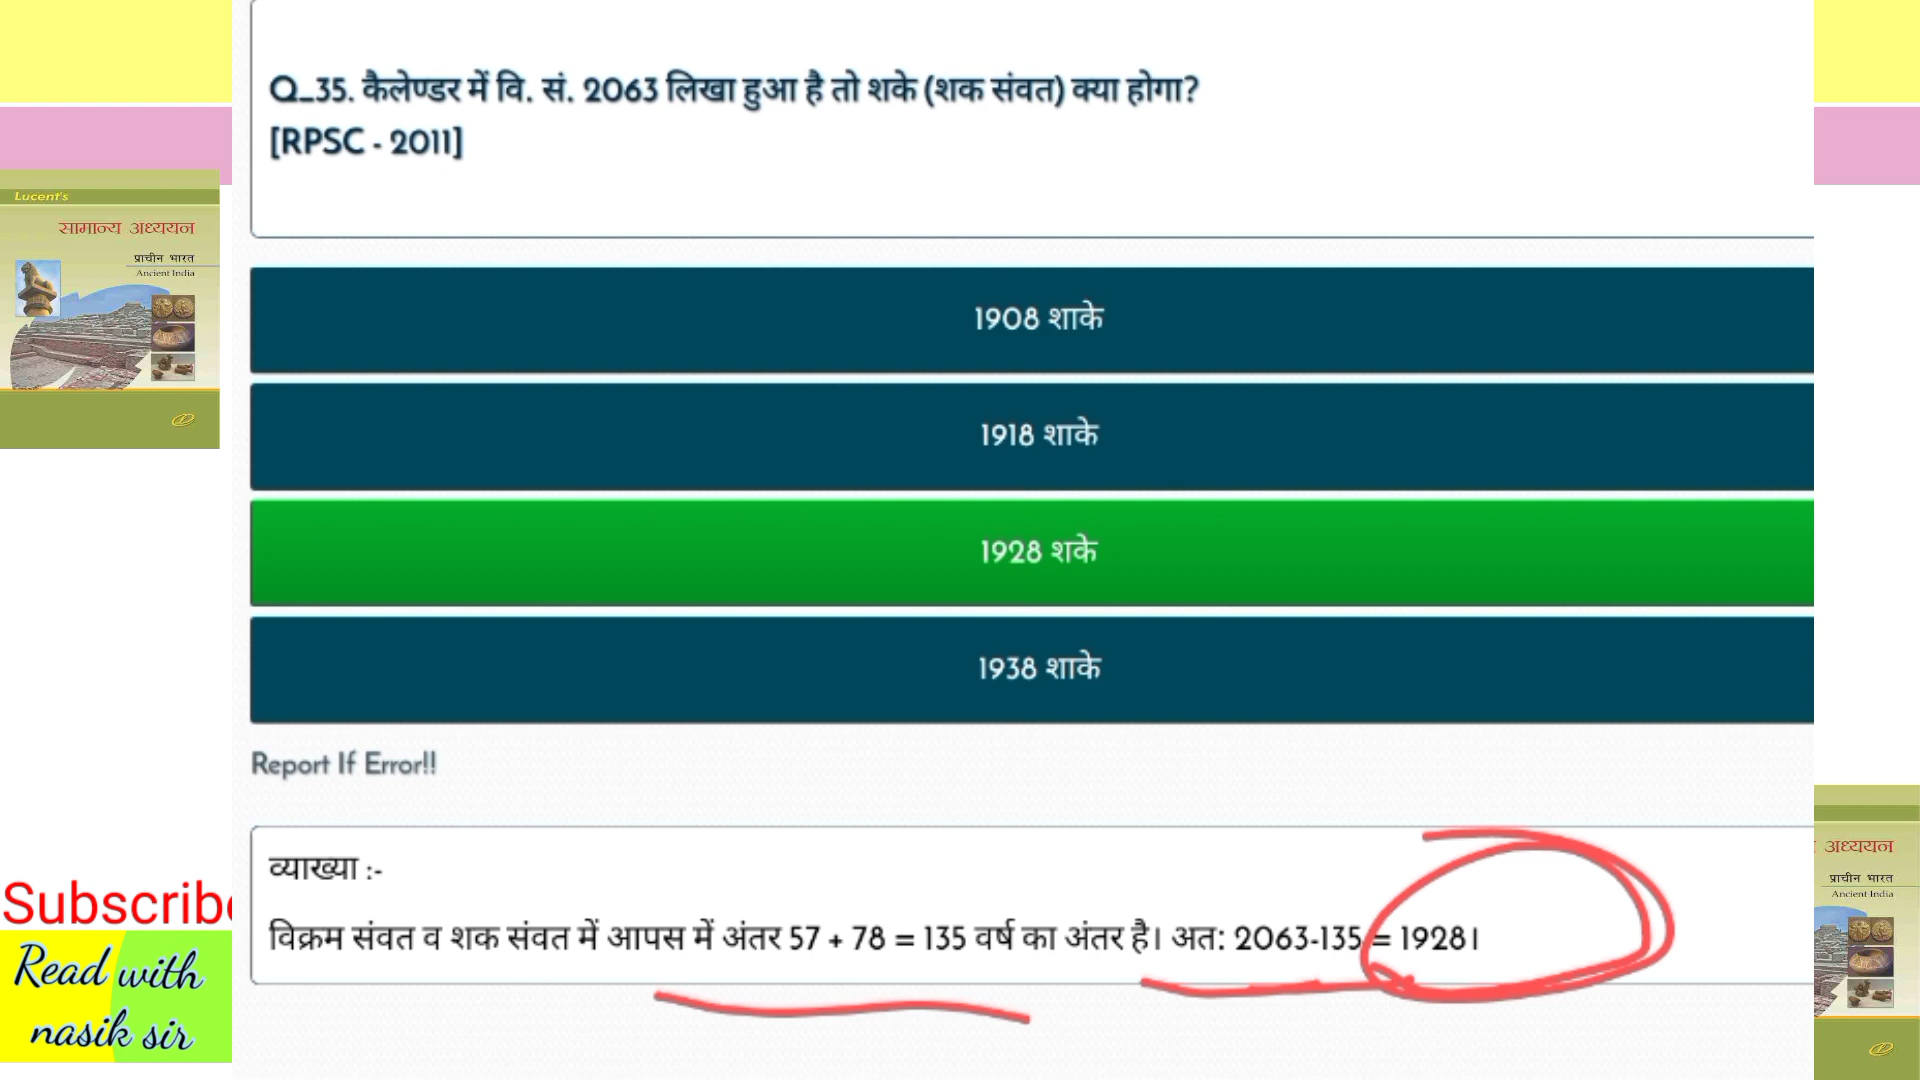 Q_35. कैलेण्डर में वि. सं. 2063 लिखा हुआ है तो शके (शक संवत) क्या होगा?
[RPSC - 2011]
Lucent's
सामान्य अध्ययन
प्राचीन भारत
Ancient India
1908 शाके
1918 शाके
1928 शके
1938 शाके
Report If Error!!
व्याख्या :-
विक्रम संवत व शक संवत में आपस में अंतर 57 + 78 = 135 वर्ष का अंतर है। अत: 2063-135 = 1928।
Subscribe
Read with
nasik sir
अध्ययन
प्राचीन भारत
Ancient India